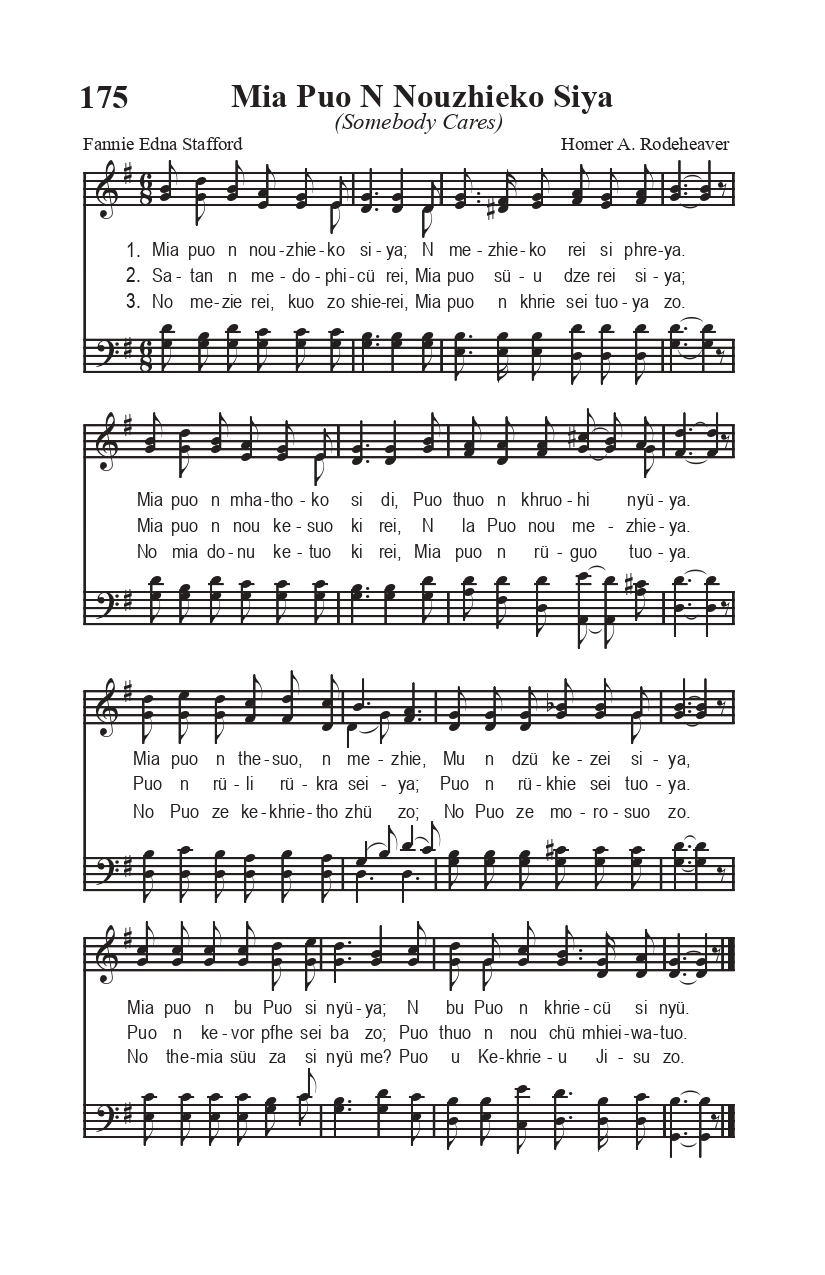 175 Mia Puo N Nouzhieko Siya
(Somebody Cares)
Fannie Edna Stafford Homer A. Rodeheaver
1. Mia puo n nou-zhie-ko si-ya; N me-zhie-ko rei si phre-ya.
2. Sa-tan n me-do-phi-cü rei, Mia puo sü-u dze rei si-ya;
3. No me-zie rei, kuo zo shie-rei, Mia puo n khrie sei tuo-ya zo.
Mia puo n mha-tho-ko si di, Puo thuo n khruo-hi nyü-ya.
Mia puo n nou ke-suo ki rei, N la Puo nou me-zhie-ya.
No mia do-nu ke-tuo ki rei, Mia puo n rü-guo tuo-ya.
Mia puo n the-suo, n me-zhie, Mu n dzü ke-zei si-ya,
Puo n rü-li rü-kra sei-ya; Puo n rü-khie sei tuo-ya.
No Puo ze ke-khrie-tho zhü zo; No Puo ze mo-ro-suo zo.
Mia puo n bu Puo si nyü-ya; N bu Puo n khrie-cü si nyü.
Puo n ke-vor pfhe sei ba zo; Puo thuo n nou chü mhiei-wa-tuo.
No the-mia süu za si nyü me? Puo u Ke-khrie-u Ji-su zo.